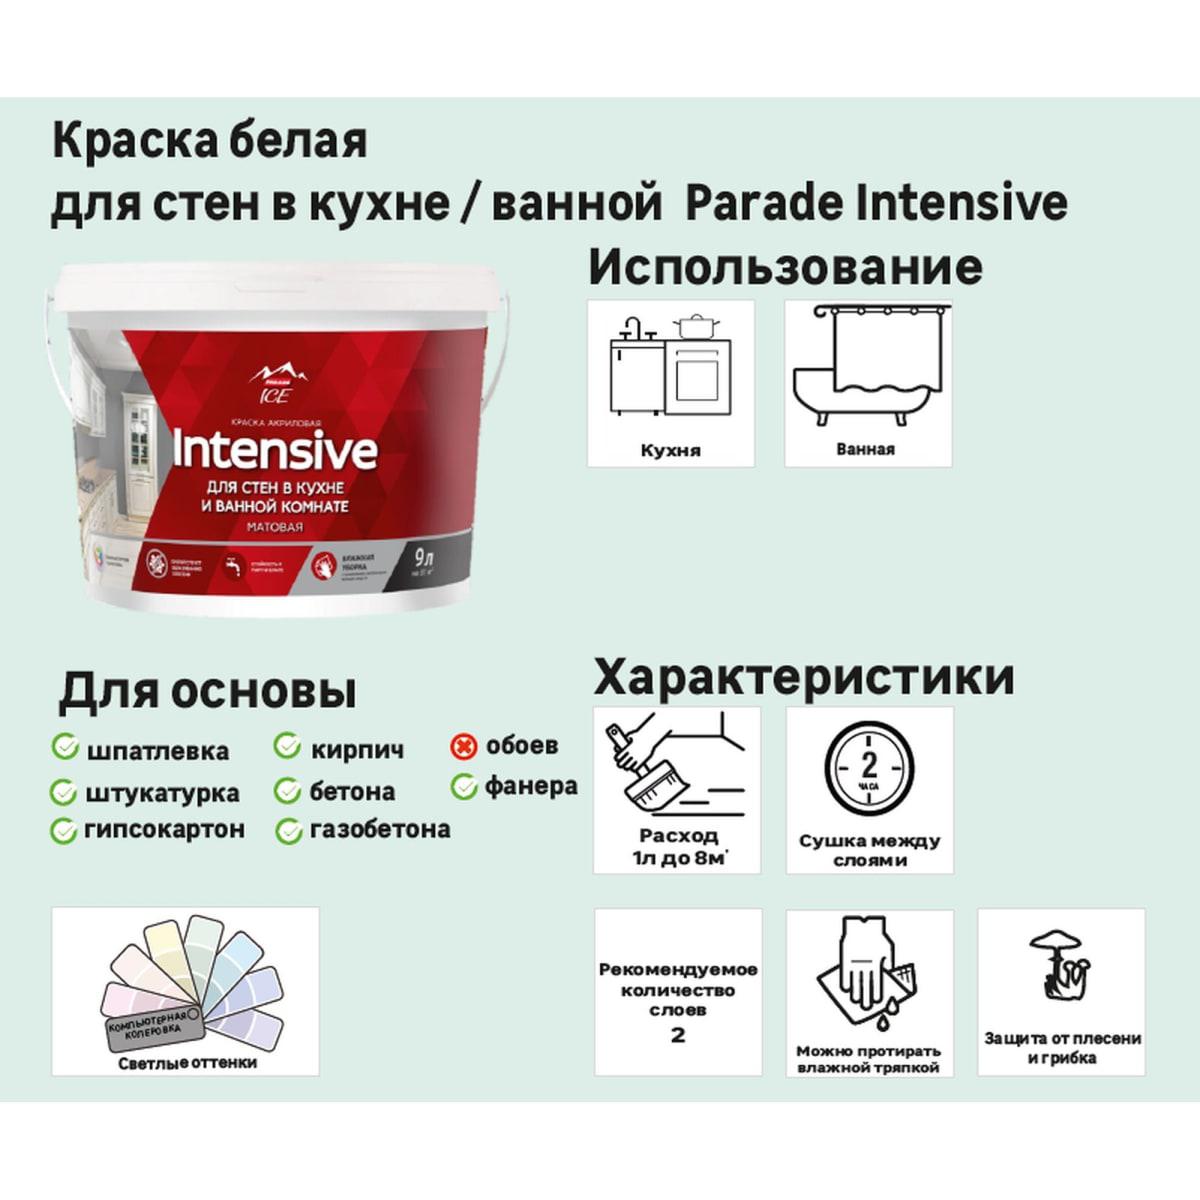 Краска белая
для стен в кухне / ванной Parade Intensive
Использование
PARADE
ICE
КРАСКА АКРИЛОВАЯ
Intensive
ДЛЯ СТЕН В КУХНЕ
И ВАННОЙ КОМНАТЕ
МАТОВАЯ
ВЛАЖНАЯ
УБОРКА
9л
Кухня
Ванная
Для основы
шпатлевка
кирпич
обоев
штукатурка
бетона
фанера
гипсокартон
газобетона
КОМПЬЮТЕРНАЯ
КОЛЕРОВКА
Светлые оттенки
Характеристики
Расход
1л до 8м²
2
ЧАСА
Сушка между
слоями
Рекомендуемое
количество
слоев
2
Можно протирать
влажной тряпкой
Защита от плесени
и грибка